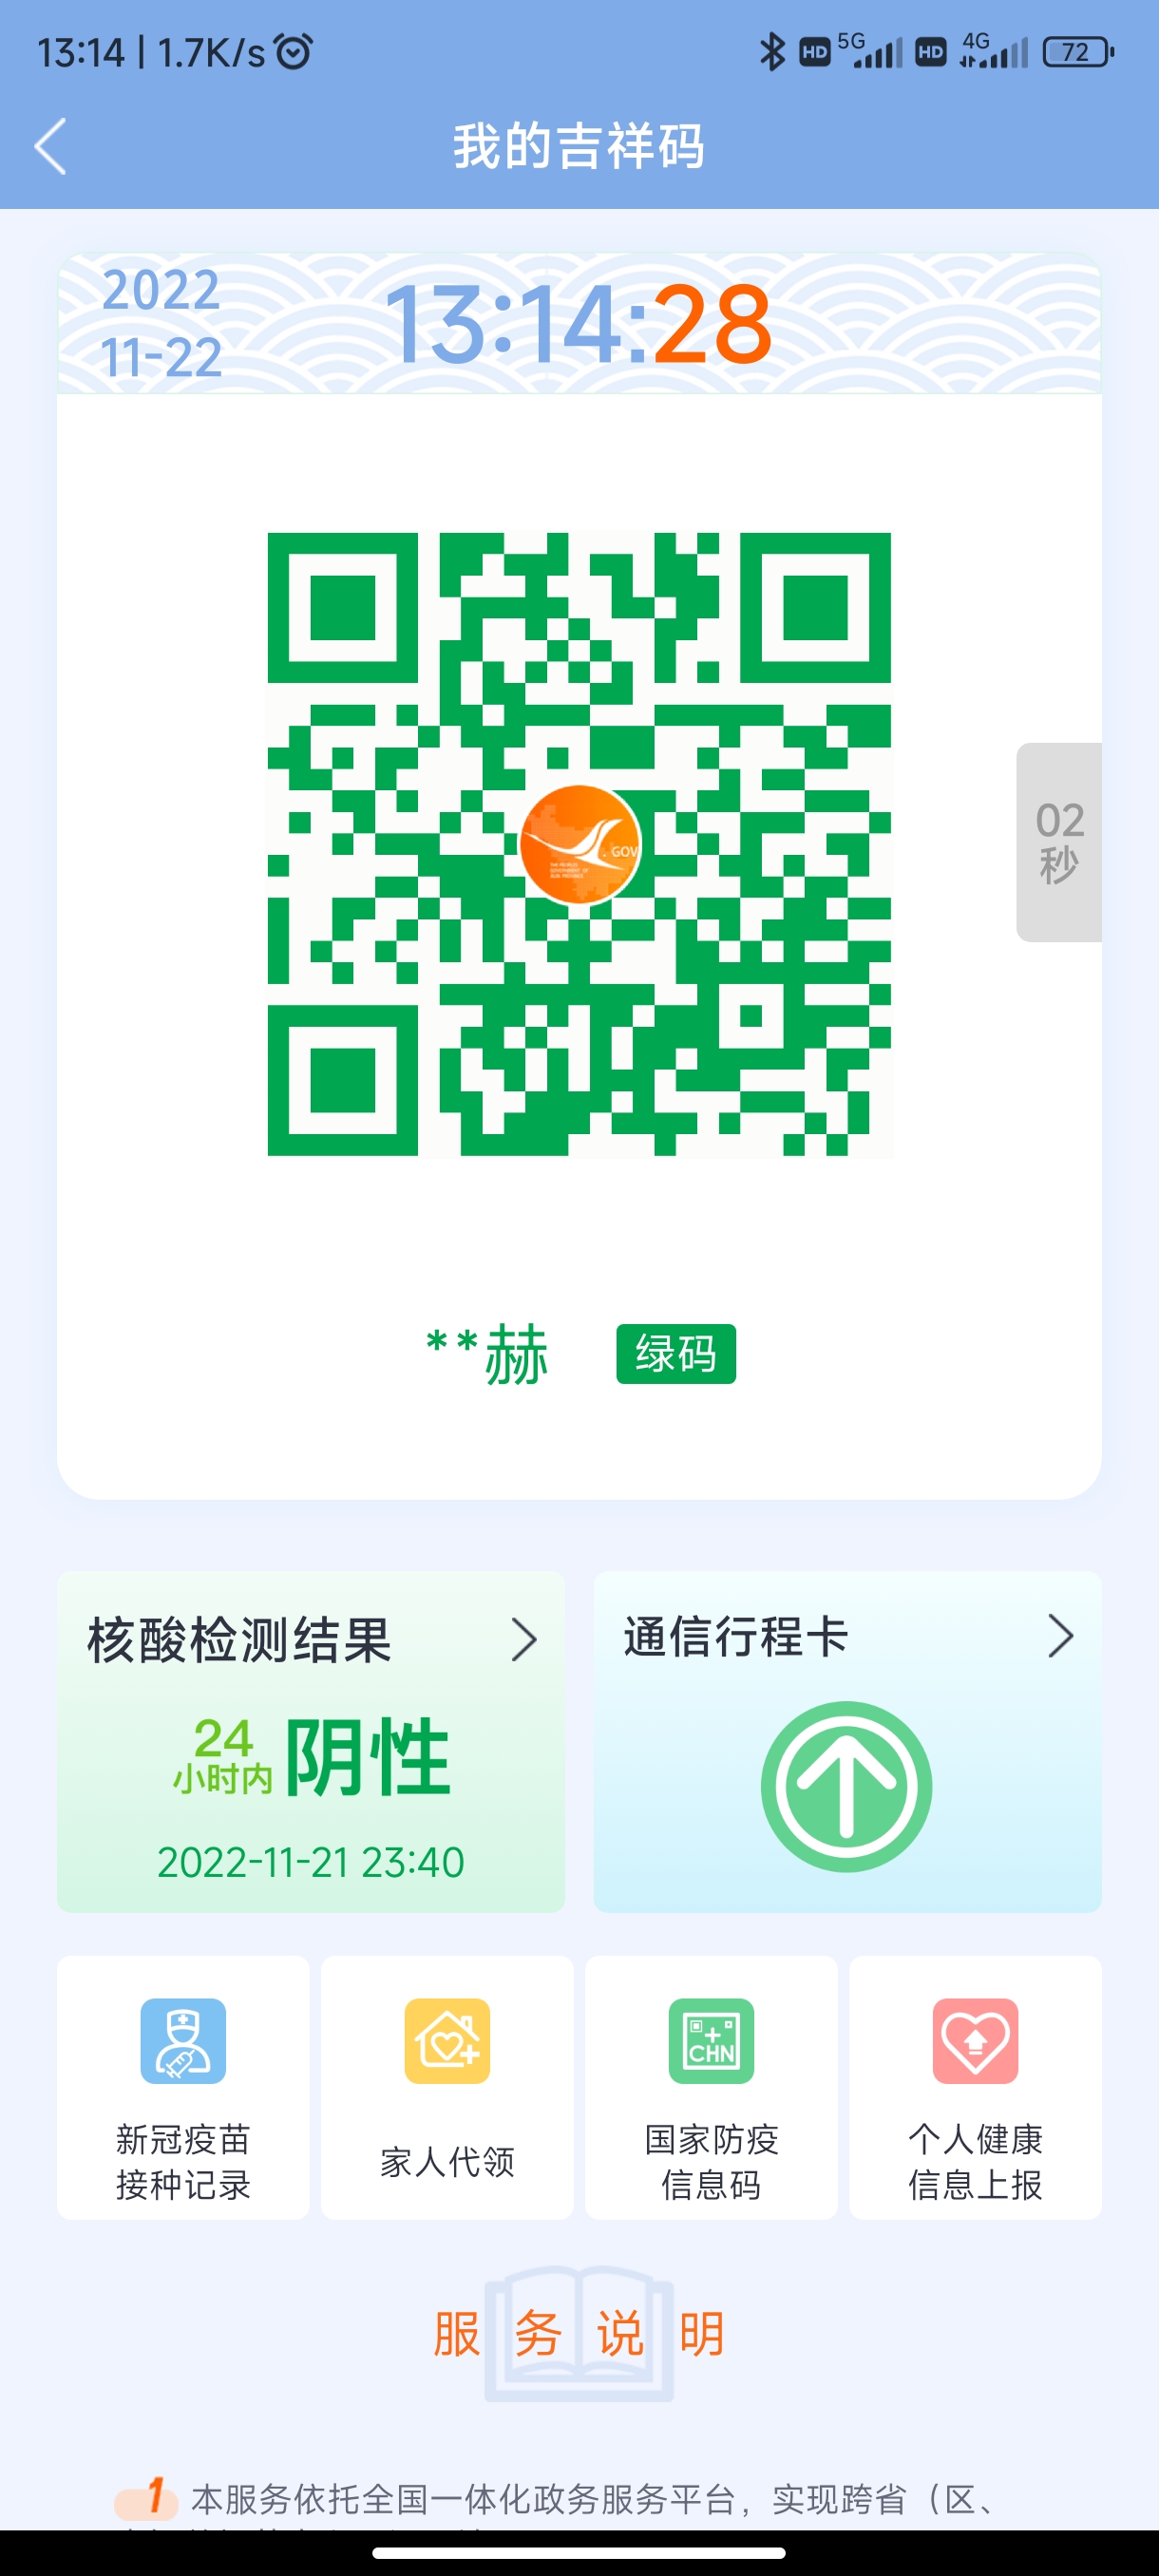 13:14 | 1.7K/s
HD 5G HD 4G 72
我的吉祥码
2022
11-22
13:14:28
.GOV
02
秒
**赫
绿码
核酸检测结果
通信行程卡
24
小时内
阴性
2022-11-21 23:40
CHN
新冠疫苗
接种记录
家人代领
国家防疫
信息码
个人健康
信息上报
服务说明
1 本服务依托全国一体化政务服务平台，实现跨省（区、